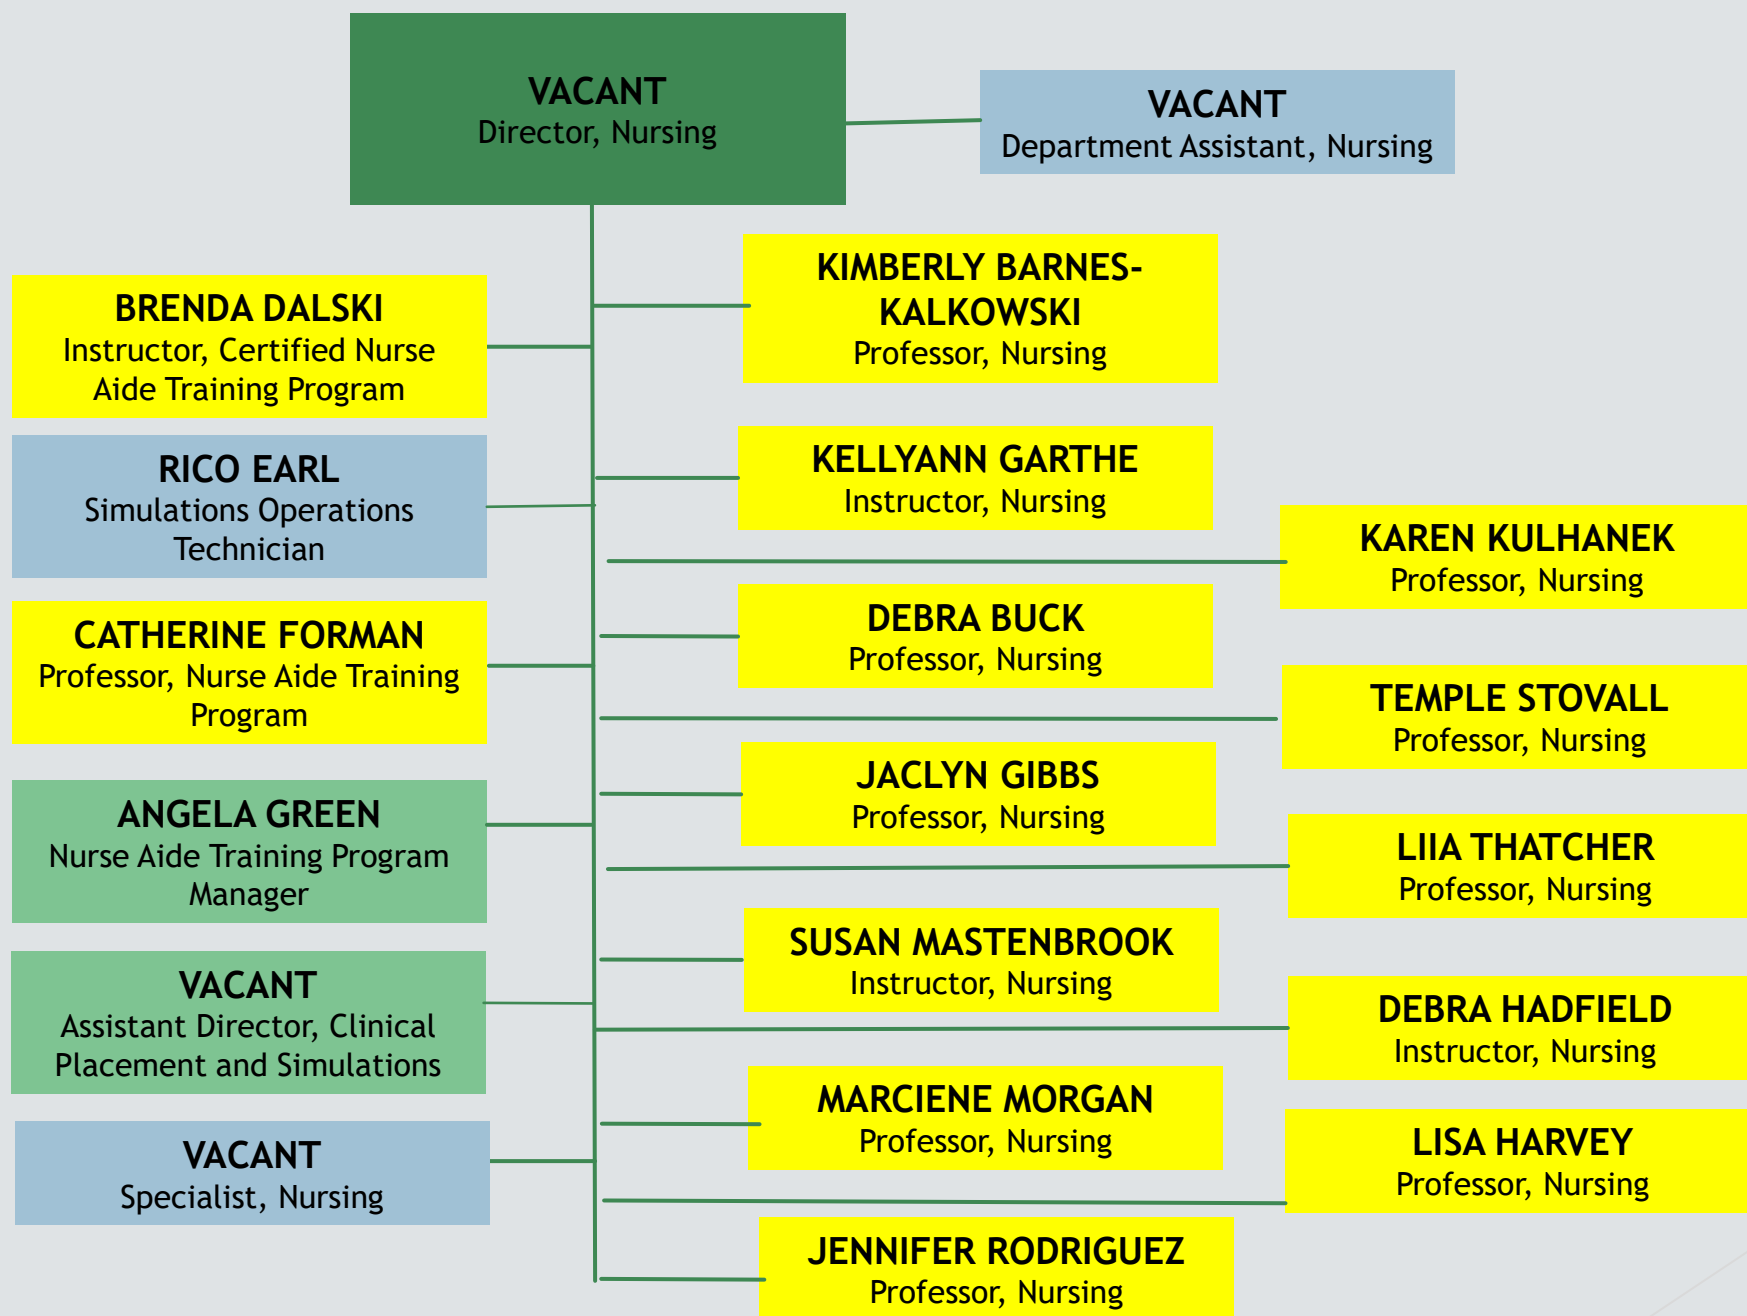 VACANT
Director, Nursing
VACANT
Department Assistant, Nursing
BRENDA DALSKI
Instructor, Certified Nurse
Aide Training Program
RICO EARL
Simulations Operations
Technician
CATHERINE FORMAN
Professor, Nurse Aide Training
Program
ANGELA GREEN
Nurse Aide Training Program
Manager
VACANT
Assistant Director, Clinical
Placement and Simulations
VACANT
Specialist, Nursing
KIMBERLY BARNES-
KALKOWSKI
Professor, Nursing
KELLYANN GARTHE
Instructor, Nursing
DEBRA BUCK
Professor, Nursing
JACLYN GIBBS
Professor, Nursing
SUSAN MASTENBROOK
Instructor, Nursing
MARCIENE MORGAN
Professor, Nursing
JENNIFER RODRIGUEZ
Professor, Nursing
KAREN KULHANEK
Professor, Nursing
TEMPLE STOVALL
Professor, Nursing
LIIA THATCHER
Professor, Nursing
DEBRA HADFIELD
Instructor, Nursing
LISA HARVEY
Professor, Nursing